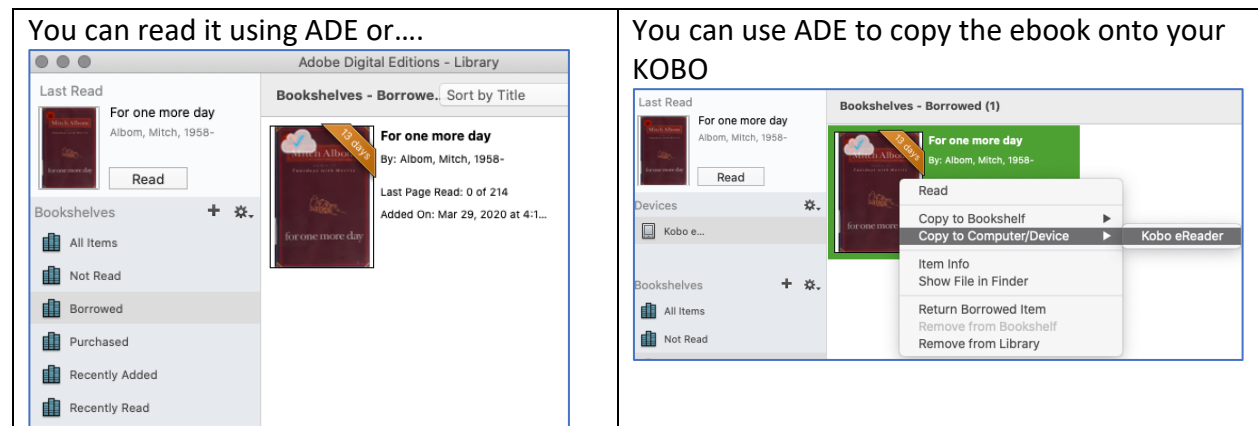 You can read it using ADE or….
Adobe Digital Editions - Library
Last Read
For one more day
Albom, Mitch, 1958-
Read
Bookshelves
All Items
Not Read
Borrowed
Purchased
Recently Added
Recently Read
Bookshelves - Borrowe.. Sort by Title
13 days
Mitch Albom
for one more day
For one more day
By: Albom, Mitch, 1958-
Last Page Read: 0 of 214
Added On: Mar 29, 2020 at 4:1...
You can use ADE to copy the ebook onto your
KOBO
Last Read
For one more day
Albom, Mitch, 1958-
Read
Devices
Kobo e...
Bookshelves
All Items
Not Read
Bookshelves - Borrowed (1)
13 days
For one more day
By: Albom, Mitch, 1958-
Read
Copy to Bookshelf
Copy to Computer/Device
Kobo eReader
Item Info
Show File in Finder
Return Borrowed Item
Remove from Bookshelf
Remove from Library